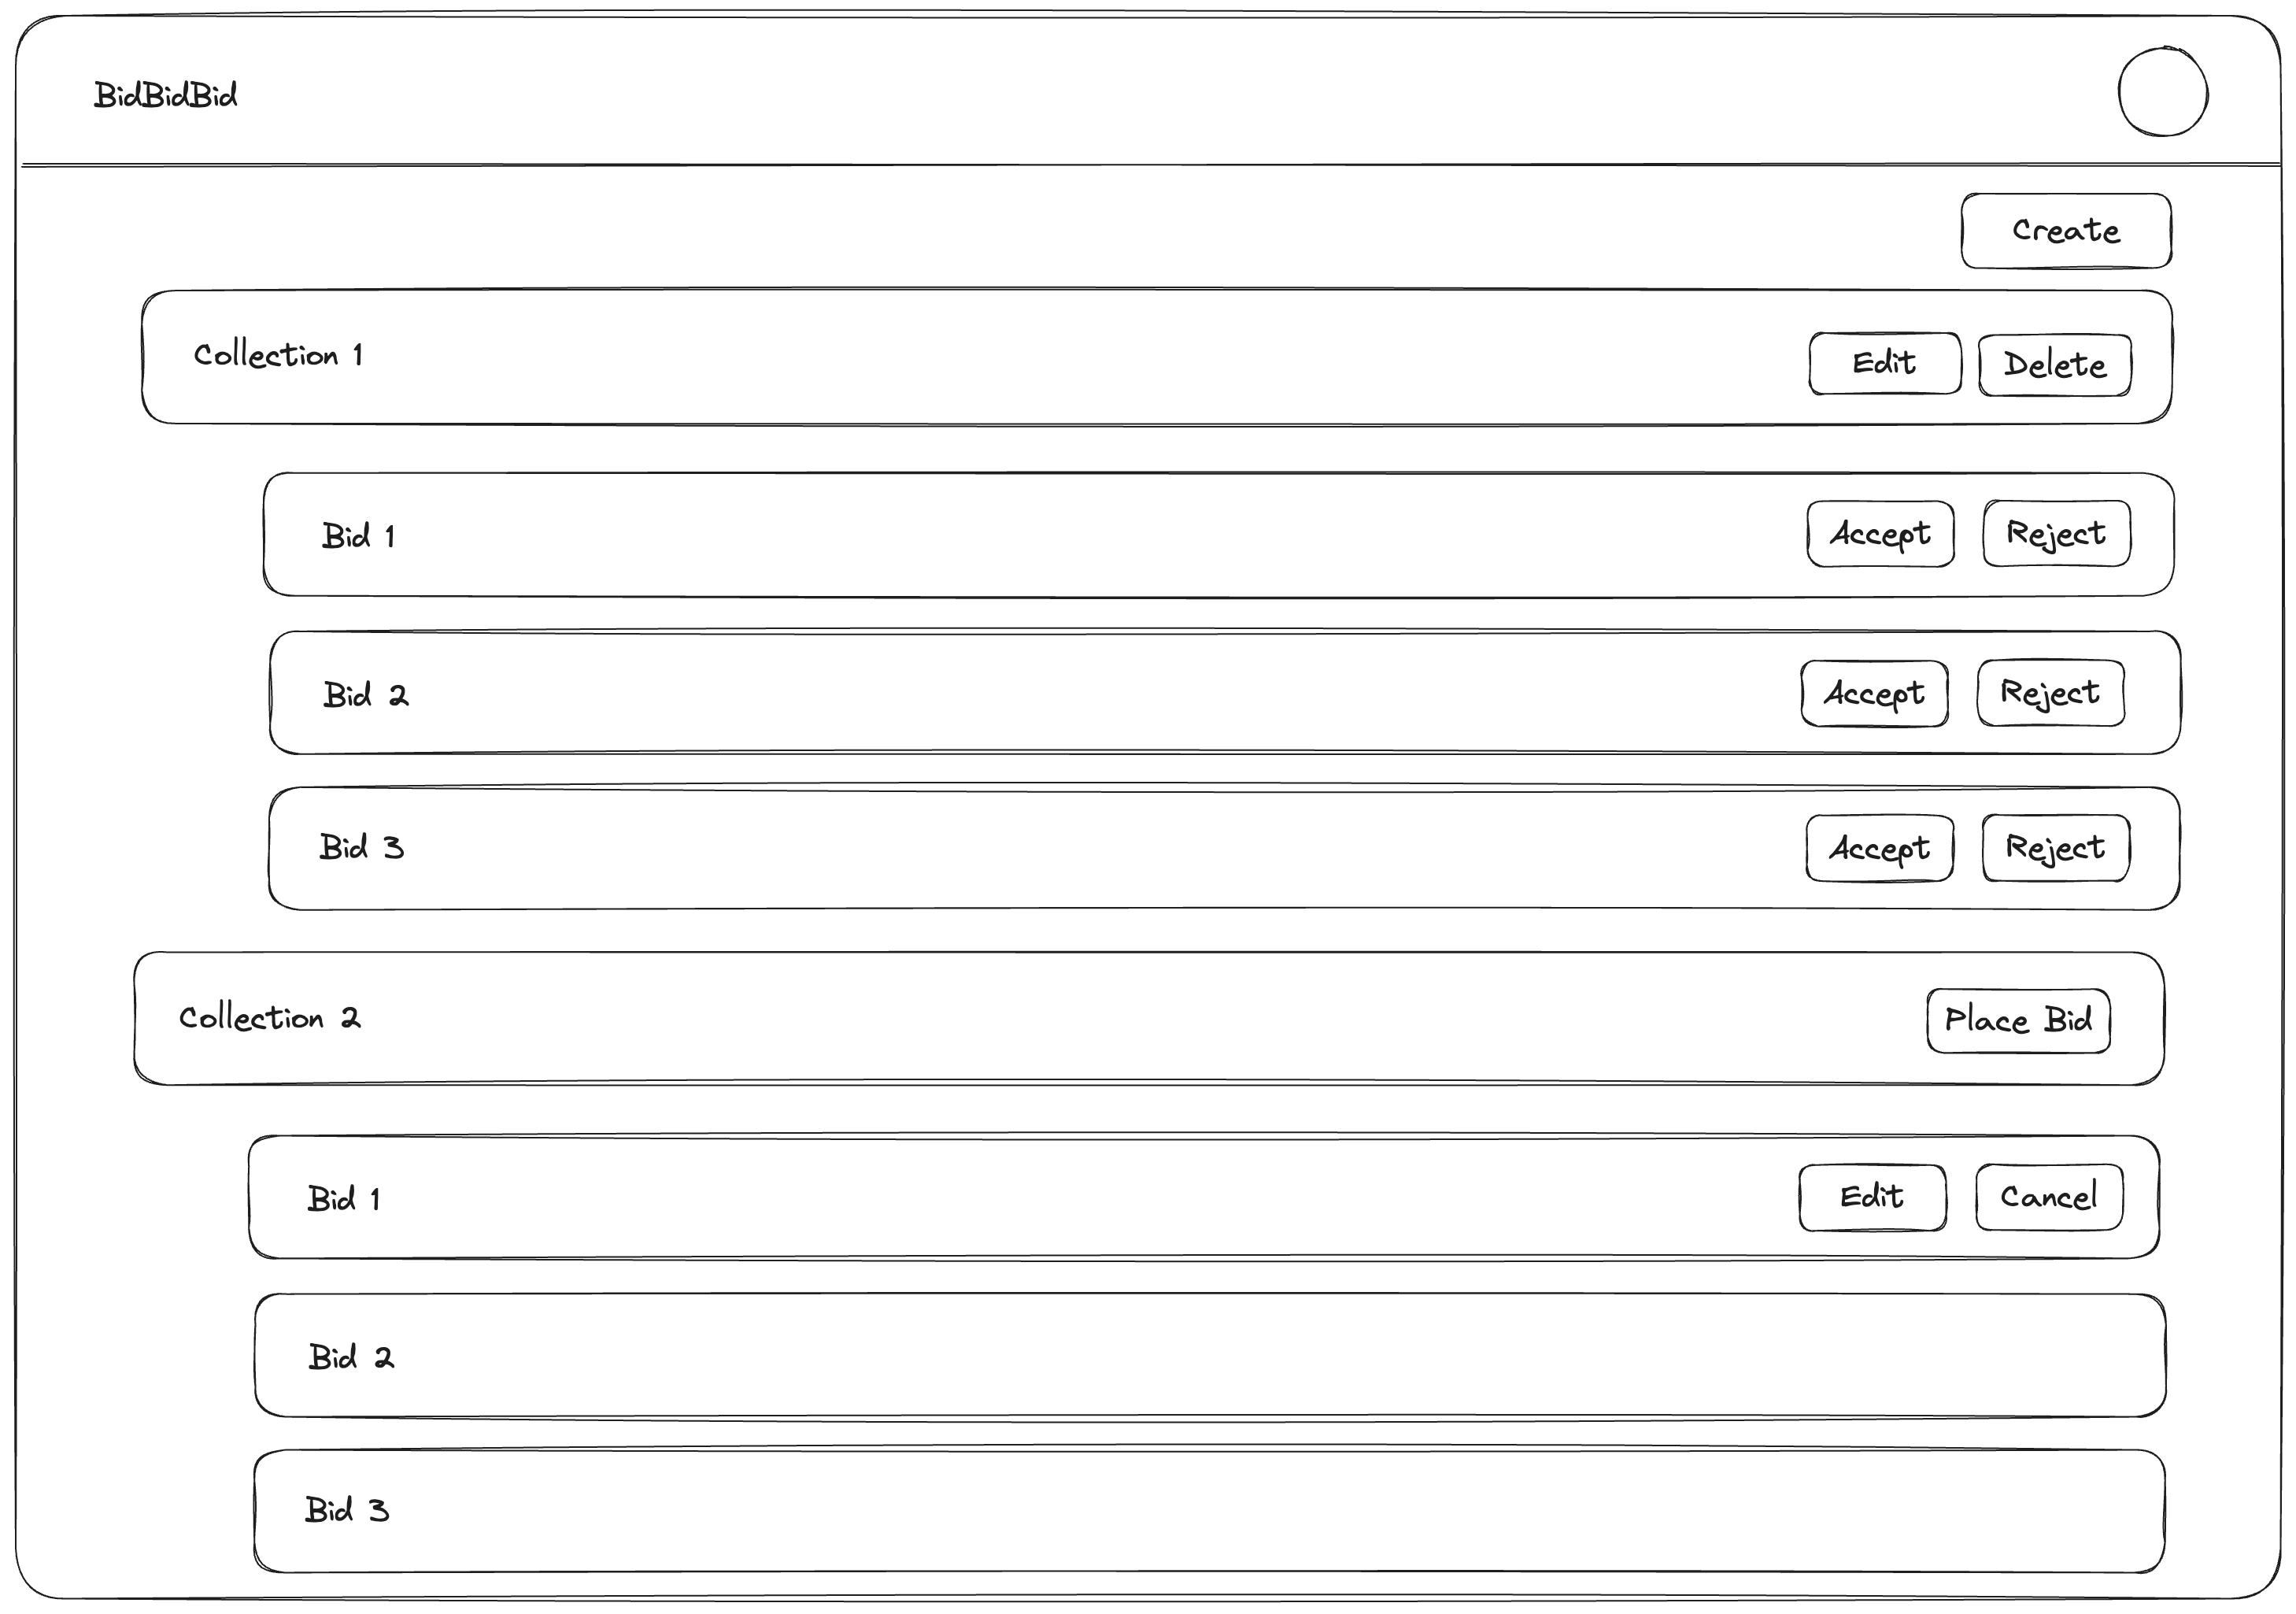 BidBidBid
Create
Collection 1
Edit
Delete
Bid 1
Accept
Reject
Bid 2
Accept
Reject
Bid 3
Accept
Reject
Collection 2
Place Bid
Bid 1
Edit
Cancel
Bid 2
Bid 3